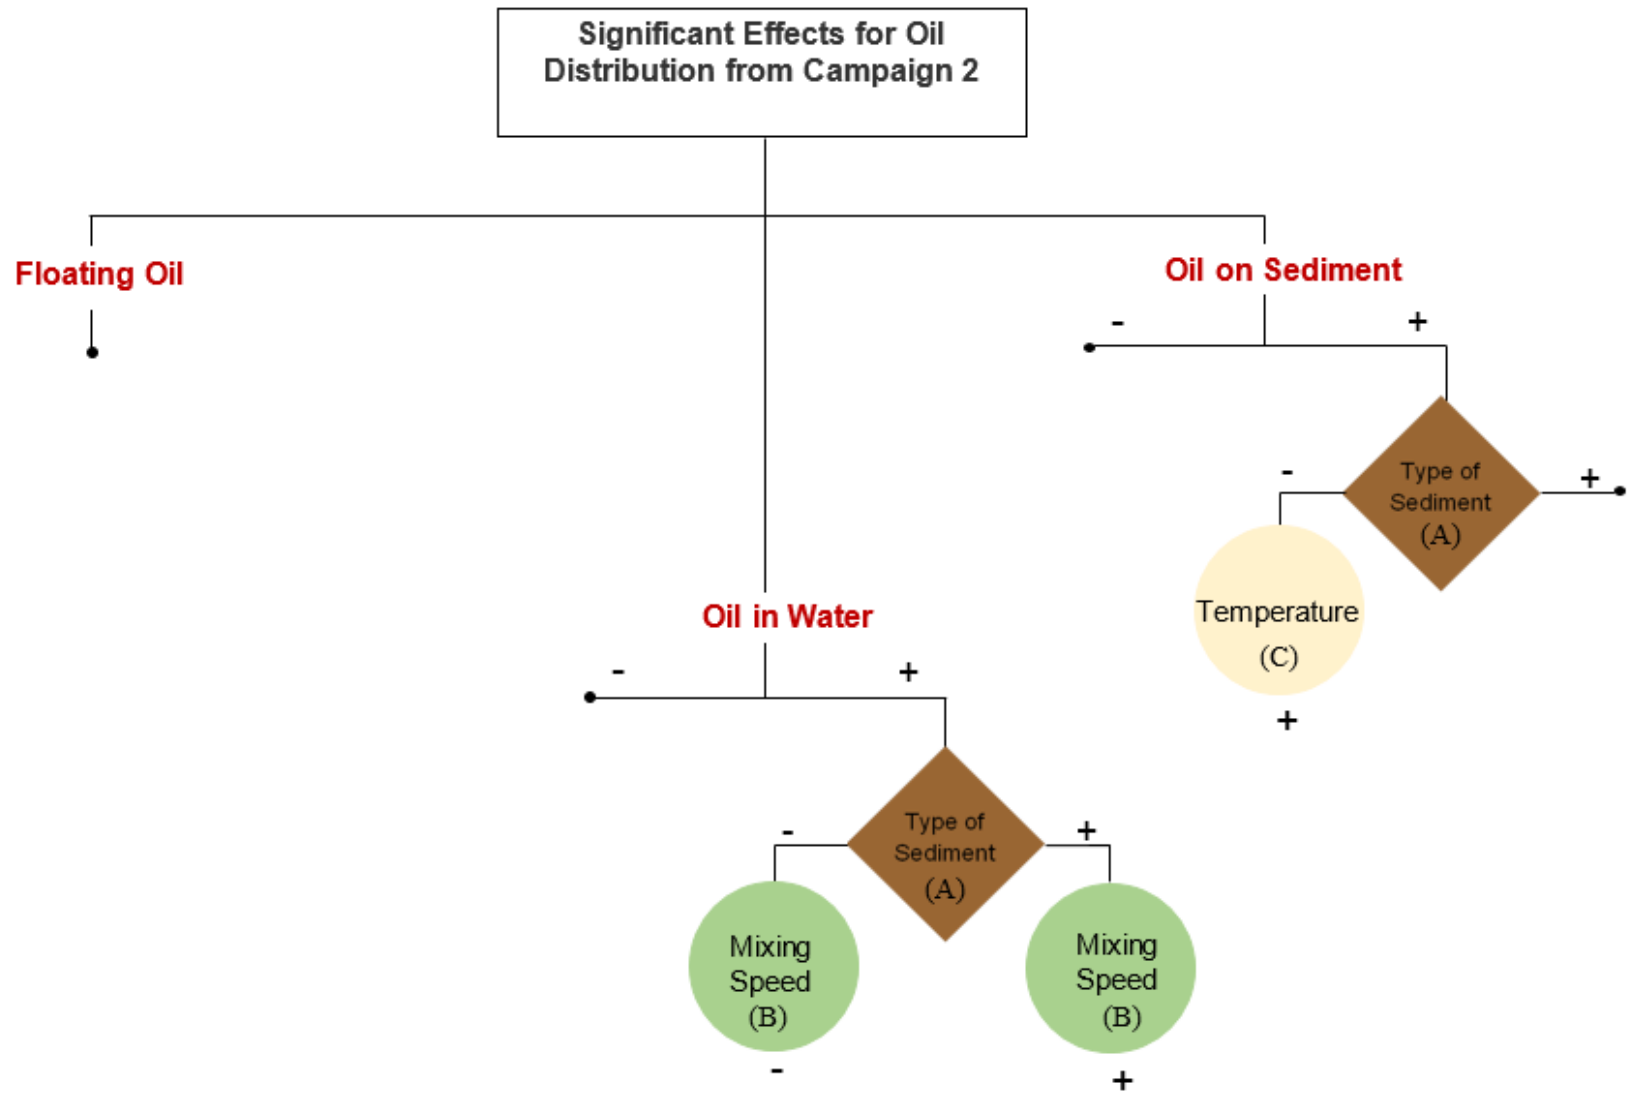 Significant Effects for Oil
Distribution from Campaign 2
Floating Oil
Oil on Sediment
-
+
Type of
Sediment
(A)
-
+
Temperature
(C)
+
Oil in Water
-
+
Type of
Sediment
(A)
-
+
Mixing
Speed
(B)
-
Mixing
Speed
(B)
+